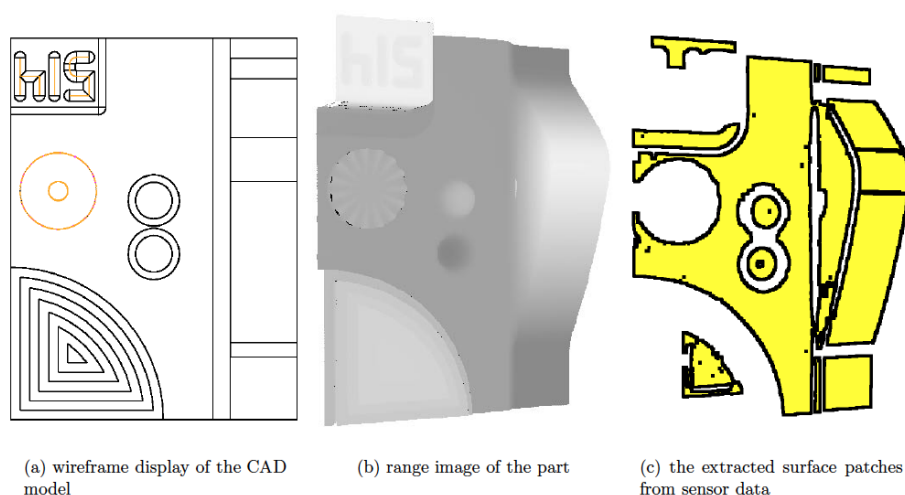 HIS
HIS
(a) wireframe display of the CAD
model
(b) range image of the part
(c) the extracted surface patches
from sensor data